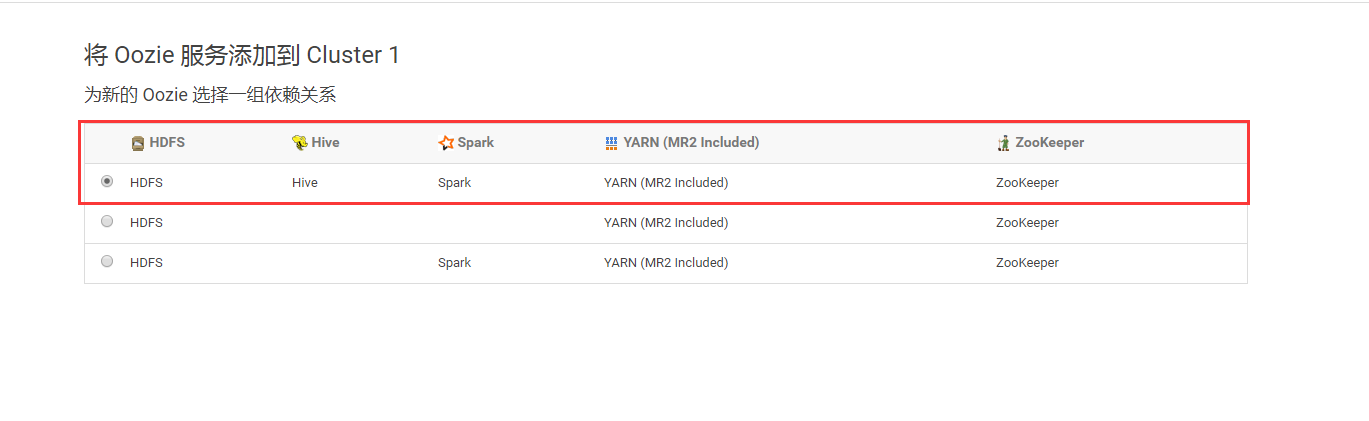 将 Oozie 服务添加到 Cluster 1
为新的 Oozie 选择一组依赖关系
HDFS Hive Spark YARN (MR2 Included) ZooKeeper
HDFS Hive Spark YARN (MR2 Included) ZooKeeper
HDFS YARN (MR2 Included) ZooKeeper
HDFS Spark YARN (MR2 Included) ZooKeeper